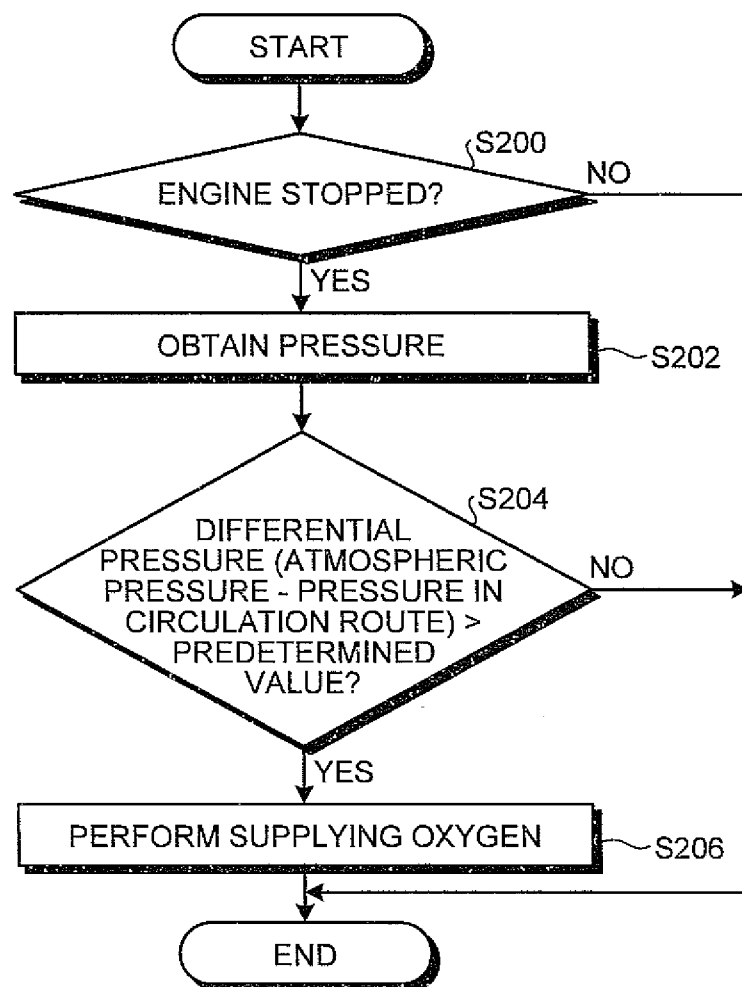 START
S200
ENGINE STOPPED?
NO
YES
OBTAIN PRESSURE
S202
S204
DIFFERENTIAL
PRESSURE (ATMOSPHERIC
PRESSURE - PRESSURE IN
CIRCULATION ROUTE) >
PREDETERMINED
VALUE?
NO
YES
PERFORM SUPPLYING OXYGEN
S206
END